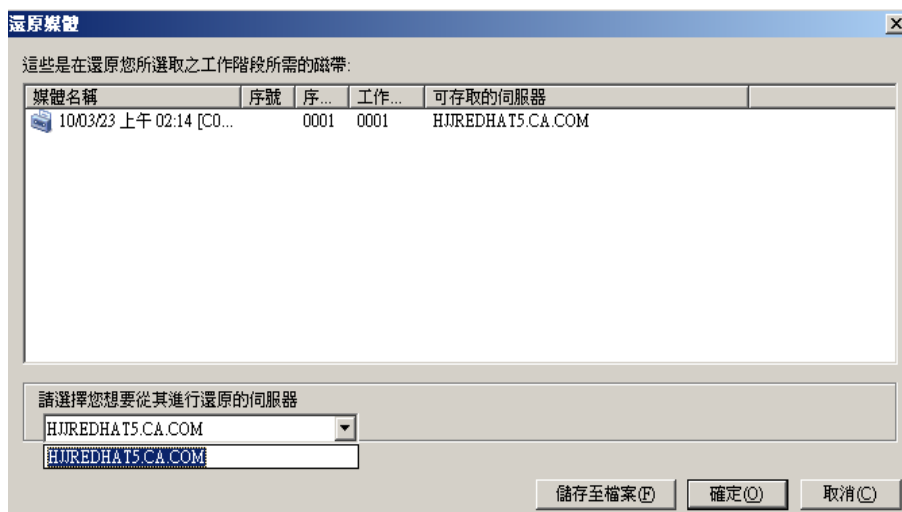 還原媒體
這些是在還原您所選取之工作階段所需的磁帶:
媒體名稱 序號 序... 工作... 可存取的伺服器
10/03/23 上午 02:14 [C0... 0001 0001 HJJREDHAT5.CA.COM
請選擇您想要從其進行還原的伺服器
HJJREDHAT5.CA.COM
HJJREDHAT5.CA.COM
儲存至檔案(F) 確定(O) 取消(C)